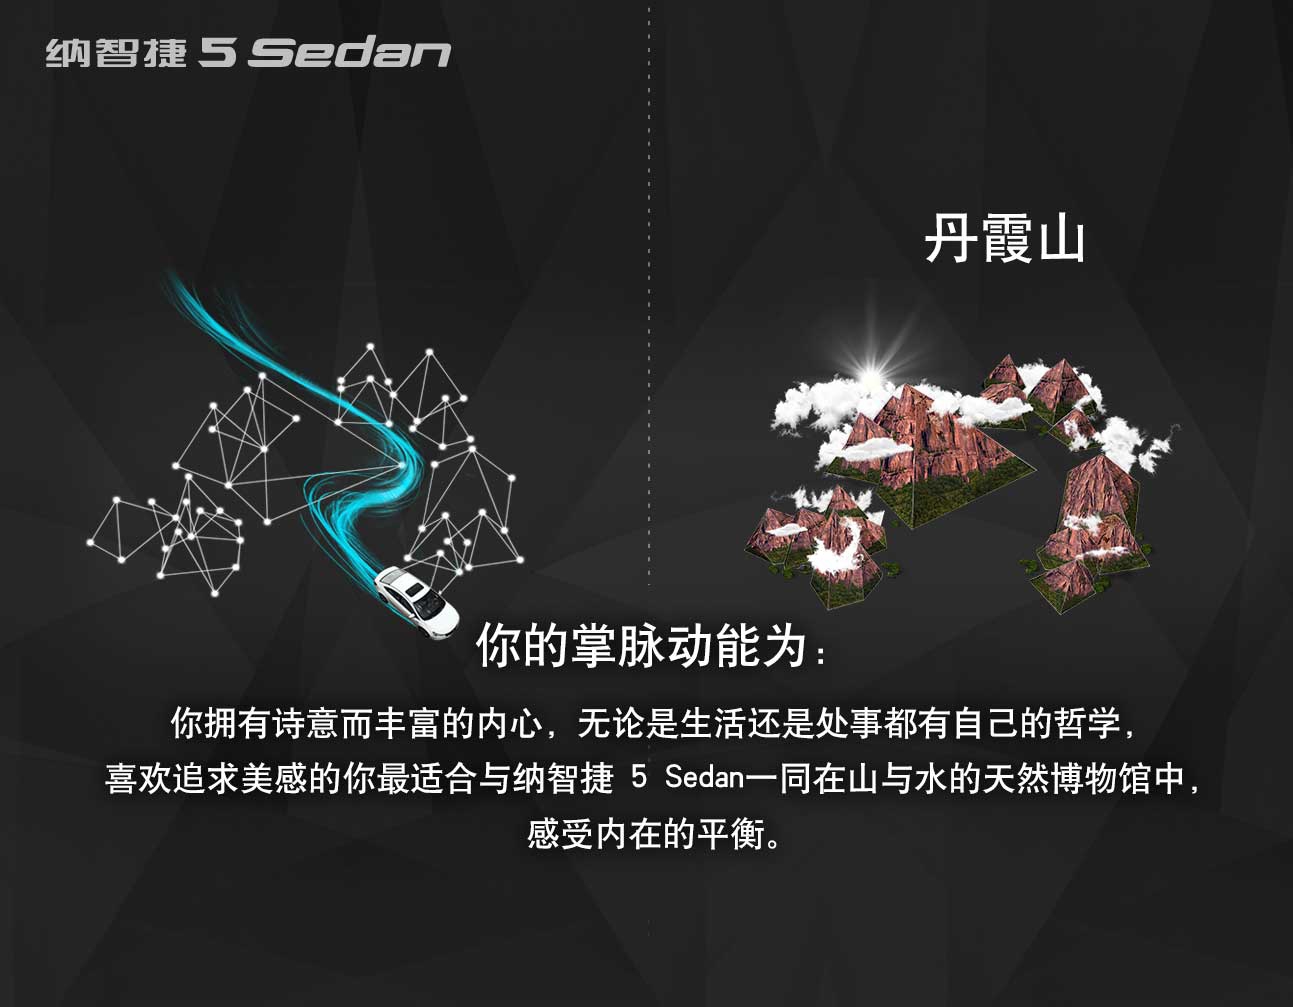 纳智捷 5 Sedan
丹霞山
你的掌脉动能为：
你拥有诗意而丰富的内心，无论是生活还是处事都有自己的哲学，
喜欢追求美感的你最适合与纳智捷 5 Sedan一同在山与水的天然博物馆中，
感受内在的平衡。